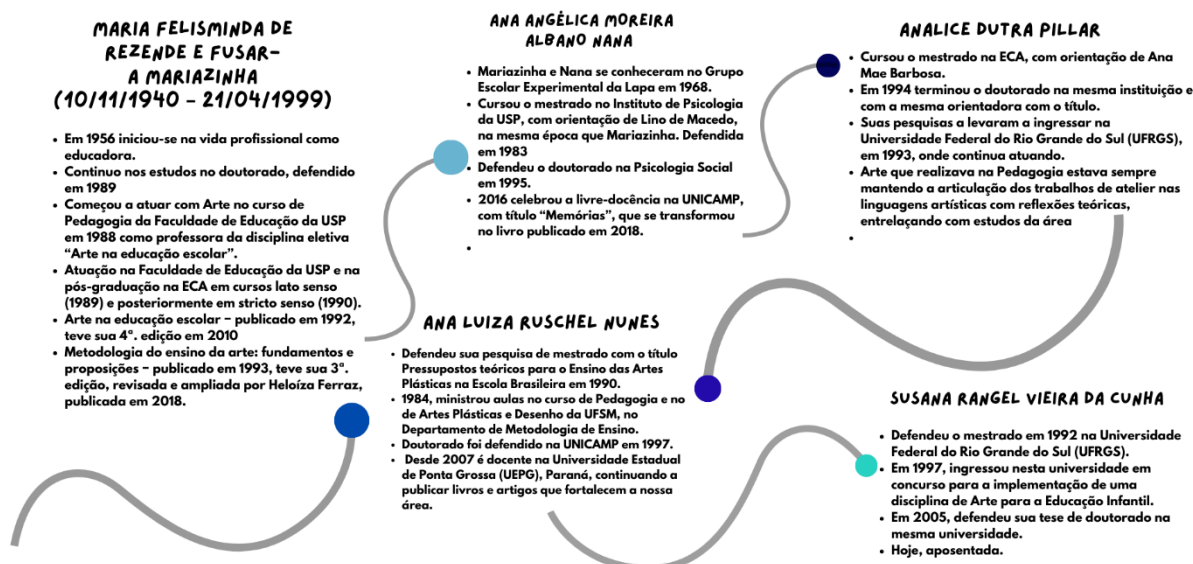 MARIA FELISMINDA DE
REZENDE E FUSAR-
A MARIAZINHA
(10/11/1940 - 21/04/1999)
• Em 1956 iniciou-se na vida profissional como
educadora.
• Continuo nos estudos no doutorado, defendido
em 1989
• Começou a atuar com Arte no curso de
Pedagogia da Faculdade de Educação da USP
em 1988 como professora da disciplina eletiva
“Arte na educação escolar”.
• Atuação na Faculdade de Educação da USP e na
pós-graduação na ECA em cursos lato senso
(1989) e posteriormente em stricto senso (1990).
• Arte na educação escolar – publicado em 1992,
teve sua 4ª. edição em 2010
• Metodologia do ensino da arte: fundamentos e
proposições – publicado em 1993, teve sua 3ª.
edição, revisada e ampliada por Heloíza Ferraz,
publicada em 2018.
ANA ANGÉLICA MOREIRA
ALBANO NANA
• Mariazinha e Nana se conheceram no Grupo
Escolar Experimental da Lapa em 1968.
• Cursou o mestrado no Instituto de Psicologia
da USP, com orientação de Lino de Macedo,
na mesma época que Mariazinha. Defendida
em 1983
• Defendeu o doutorado na Psicologia Social
em 1995.
• 2016 celebrou a livre-docência na UNICAMP,
com título “Memórias”, que se transformou
no livro publicado em 2018.
•
ANALICE DUTRA PILLAR
• Cursou o mestrado na ECA, com orientação de Ana
Mae Barbosa.
• Em 1994 terminou o doutorado na mesma instituição e
com a mesma orientadora com o título.
• Suas pesquisas a levaram a ingressar na
Universidade Federal do Rio Grande do Sul (UFRGS),
em 1993, onde continua atuando.
• Arte que realizava na Pedagogia estava sempre
mantendo a articulação dos trabalhos de atelier nas
linguagens artísticas com reflexões teóricas,
entrelaçando com estudos da área
•
ANA LUIZA RUSCHEL NUNES
• Defendeu sua pesquisa de mestrado com o título
Pressupostos teóricos para o Ensino das Artes
Plásticas na Escola Brasileira em 1990.
• 1984, ministrou aulas no curso de Pedagogia e no
de Artes Plásticas e Desenho da UFSM, no
Departamento de Metodologia de Ensino.
• Doutorado foi defendido na UNICAMP em 1997.
• Desde 2007 é docente na Universidade Estadual
de Ponta Grossa (UEPG), Paraná, continuando a
publicar livros e artigos que fortalecem a nossa
área.
SUSANA RANGEL VIEIRA DA CUNHA
• Defendeu o mestrado em 1992 na Universidade
Federal do Rio Grande do Sul (UFRGS).
• Em 1997, ingressou nesta universidade em
concurso para a implementação de uma
disciplina de Arte para a Educação Infantil.
• Em 2005, defendeu sua tese de doutorado na
mesma universidade.
• Hoje, aposentada.